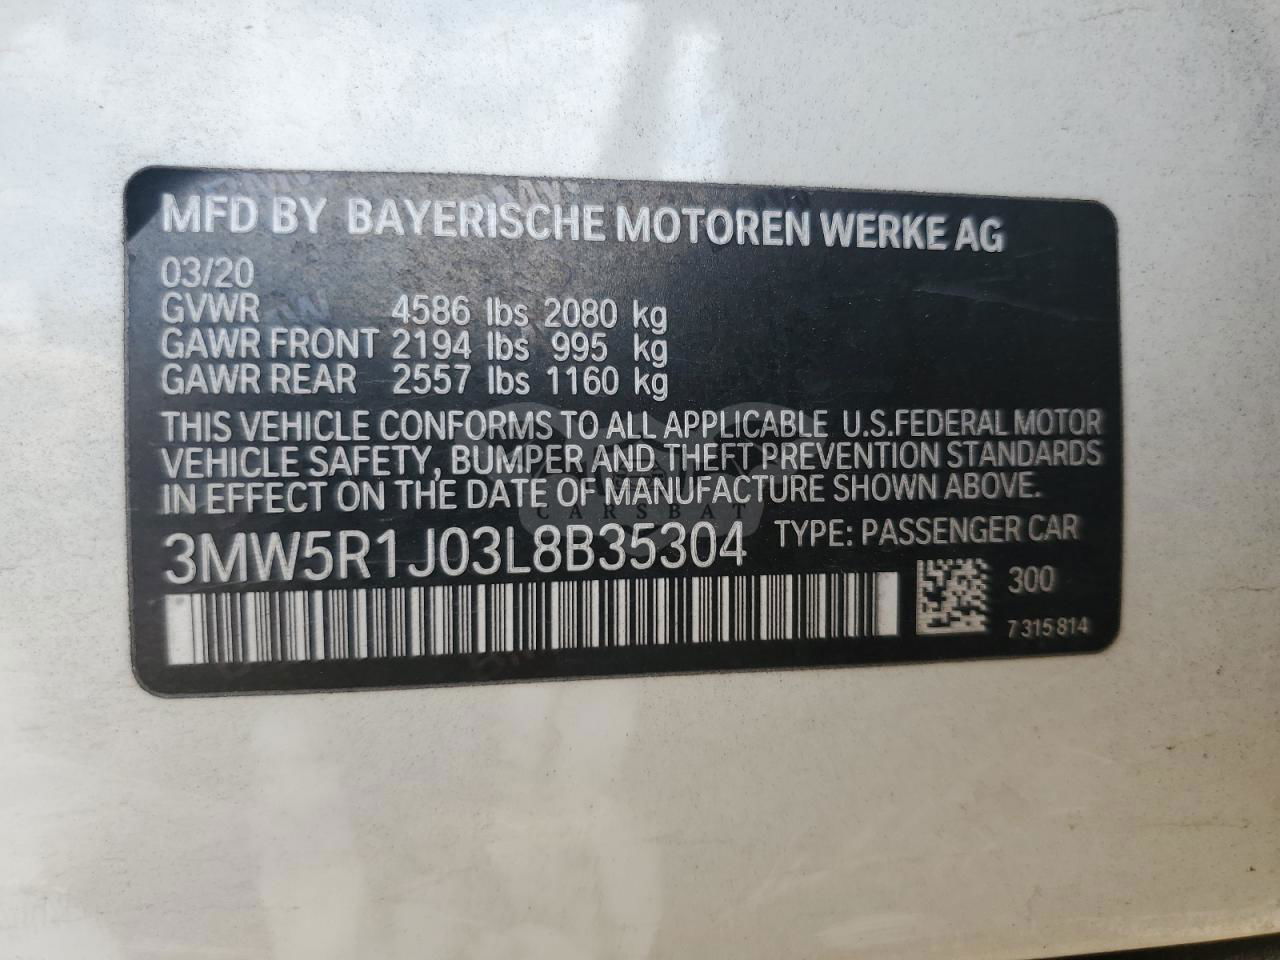 MFD BY BAYERISCHE MOTOREN WERKE AG
03/20
GVWR 4586 lbs 2080 kg
GAWR FRONT 2194 lbs 995 kg
GAWR REAR 2557 lbs 1160 kg
THIS VEHICLE CONFORMS TO ALL APPLICABLE U.S.FEDERAL MOTOR
VEHICLE SAFETY, BUMPER AND THEFT PREVENTION STANDARDS
IN EFFECT ON THE DATE OF MANUFACTURE SHOWN ABOVE.
CARSBAT
3MW5R1J03L8B35304 TYPE: PASSENGER CAR
300
7 315 814